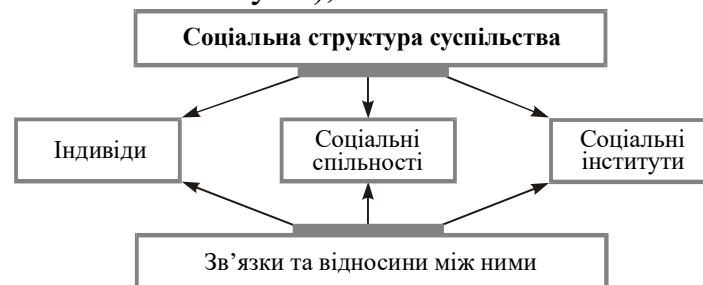 Соціальна структура суспільства
Індивіди
Соціальні
спільності
Соціальні
інститути
Зв’язки та відносини між ними